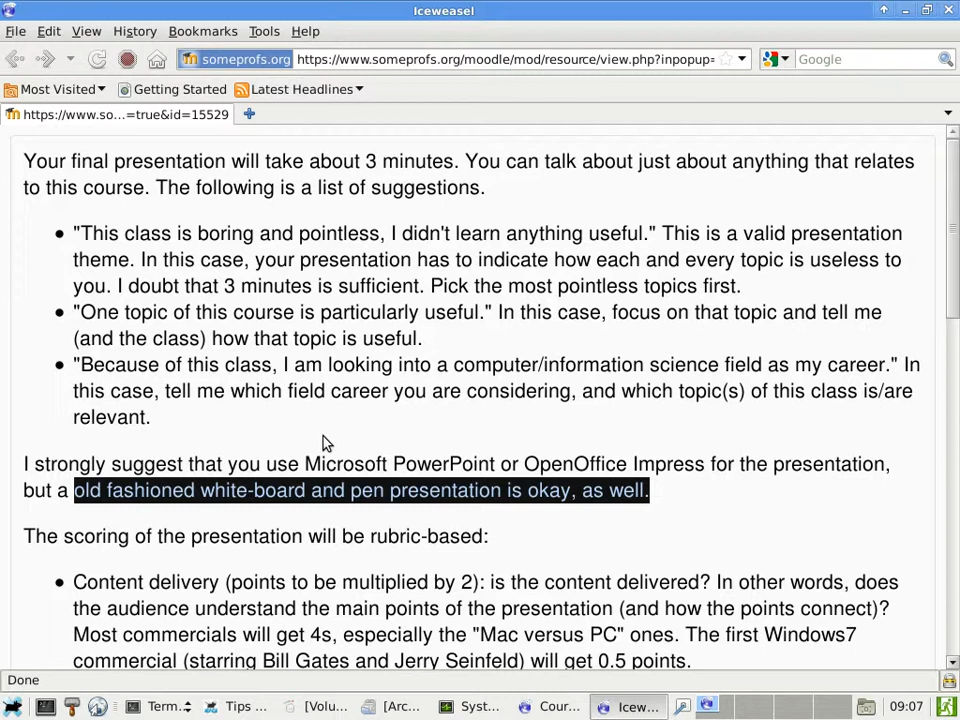 Iceweasel
File Edit View History Bookmarks Tools Help
someprofs.org https://www.someprofs.org/moodle/mod/resource/view.php?inpopup= Google
Most Visited Getting Started Latest Headlines
https://www.so...=true&id=15529
Your final presentation will take about 3 minutes. You can talk about just about anything that relates
to this course. The following is a list of suggestions.
• "This class is boring and pointless, I didn't learn anything useful." This is a valid presentation
theme. In this case, your presentation has to indicate how each and every topic is useless to
you. I doubt that 3 minutes is sufficient. Pick the most pointless topics first.
• "One topic of this course is particularly useful." In this case, focus on that topic and tell me
(and the class) how that topic is useful.
• "Because of this class, I am looking into a computer/information science field as my career." In
this case, tell me which field career you are considering, and which topic(s) of this class is/are
relevant.
I strongly suggest that you use Microsoft PowerPoint or OpenOffice Impress for the presentation,
but a old fashioned white-board and pen presentation is okay, as well.
The scoring of the presentation will be rubric-based:
• Content delivery (points to be multiplied by 2): is the content delivered? In other words, does
the audience understand the main points of the presentation (and how the points connect)?
Most commercials will get 4s, especially the "Mac versus PC" ones. The first Windows7
commercial (starring Bill Gates and Jerry Seinfeld) will get 0.5 points.
Done
Term... Tips ... [Volu... [Arc... Syst... Cour... Icew... 09:07